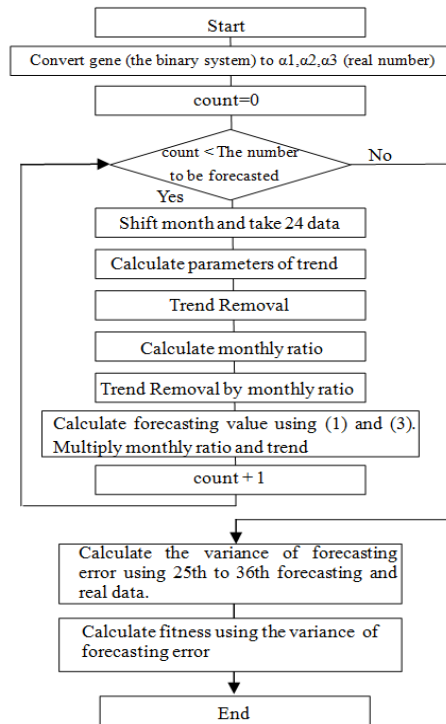 Start
Convert gene (the binary system) to α1,α2,α3 (real number)
count=0
count < The number
to be forecasted
No
Yes
Shift month and take 24 data
Calculate parameters of trend
Trend Removal
Calculate monthly ratio
Trend Removal by monthly ratio
Calculate forecasting value using (1) and (3).
Multiply monthly ratio and trend
count + 1
Calculate the variance of forecasting
error using 25th to 36th forecasting and
real data.
Calculate fitness using the variance of
forecasting error
End